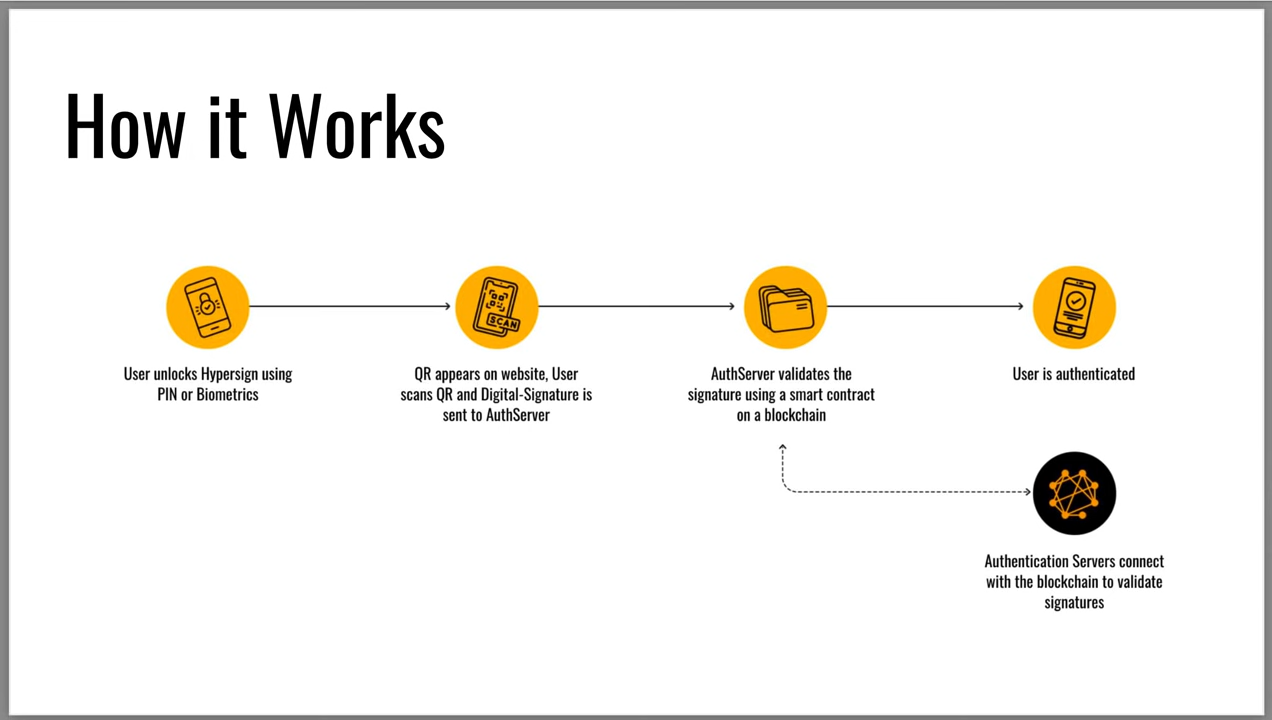 How it Works
SCAN
User unlocks Hypersign using
PIN or Biometrics
QR appears on website, User
scans QR and Digital-Signature is
sent to AuthServer
AuthServer validates the
signature using a smart contract
on a blockchain
User is authenticated
Authentication Servers connect
with the blockchain to validate
signatures